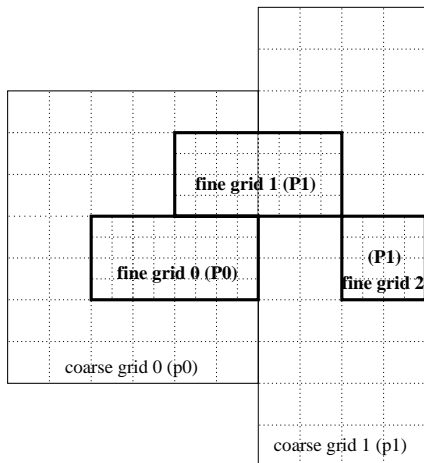 fine grid 1 (P1)
fine grid 0 (P0)
(P1)
fine grid 2
coarse grid 0 (p0)
coarse grid 1 (p1)